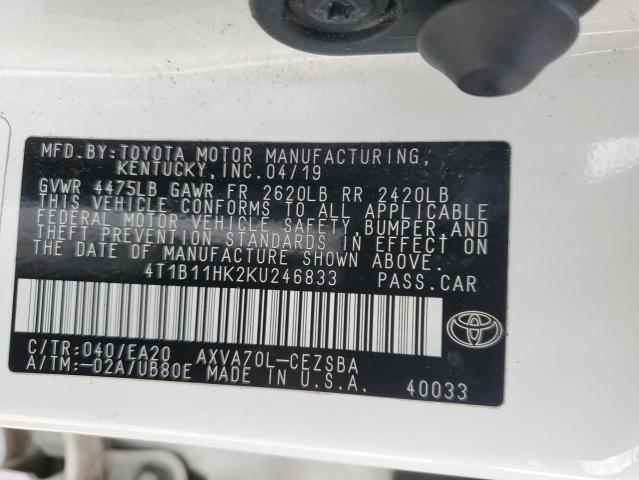 MFD.BY:TOYOTA MOTOR MANUFACTURING,
KENTUCKY, INC.04/19
GVWR 4475LB GAWR FR 2620LB RR 2420LB
THIS VEHICLE CONFORMS TO ALL APPLICABLE
FEDERAL MOTOR VEHICLE SAFETY, BUMPER, AND
THEFT PREVENTION STANDARDS IN EFFECT ON
THE DATE OF MANUFACTURE SHOWN ABOVE.
4T1B11HK2KU246833 PASS.CAR
C/TR:040/EA20 AXVA70L-CEZSBA
A/TM:-02A/UB80E MADE IN U.S.A. 40033